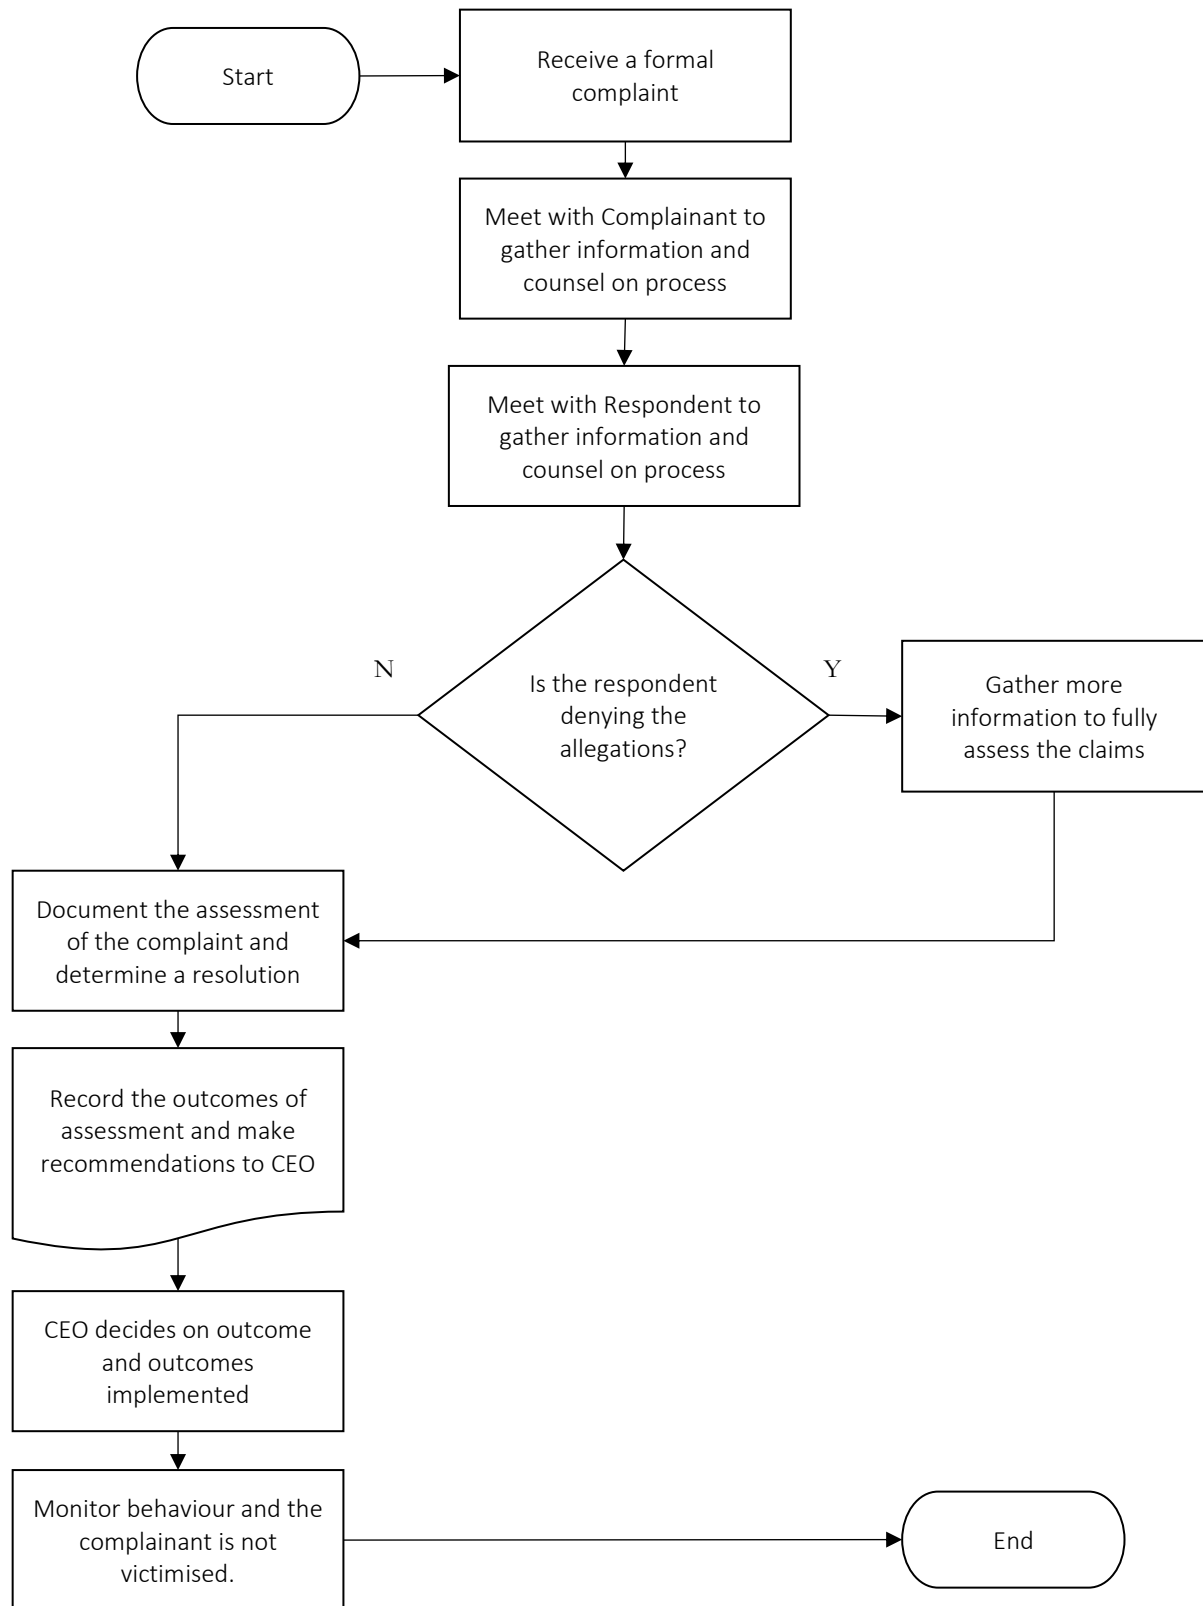 Start
Receive a formal
complaint
Meet with Complainant to
gather information and
counsel on process
Meet with Respondent to
gather information and
counsel on process
N
Is the respondent
denying the
allegations?
Y
Gather more
information to fully
assess the claims
Document the assessment
of the complaint and
determine a resolution
Record the outcomes of
assessment and make
recommendations to CEO
CEO decides on outcome
and outcomes
implemented
Monitor behaviour and the
complainant is not
victimised.
End